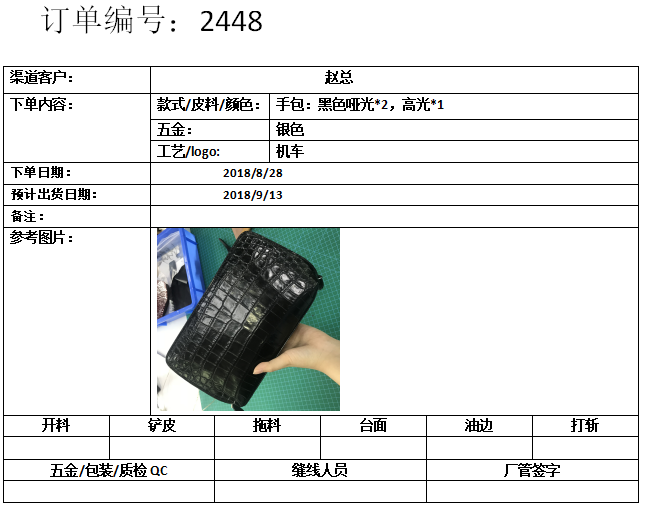 订单编号：2448
渠道客户： 赵总
下单内容： 款式/皮料/颜色： 手包：黑色哑光*2，高光*1
五金： 银色
工艺/logo: 机车
下单日期： 2018/8/28
预计出货日期： 2018/9/13
备注：
参考图片：
开料 铲皮 拖料 台面 油边 打斩
五金/包装/质检 QC 缝线人员 厂管签字